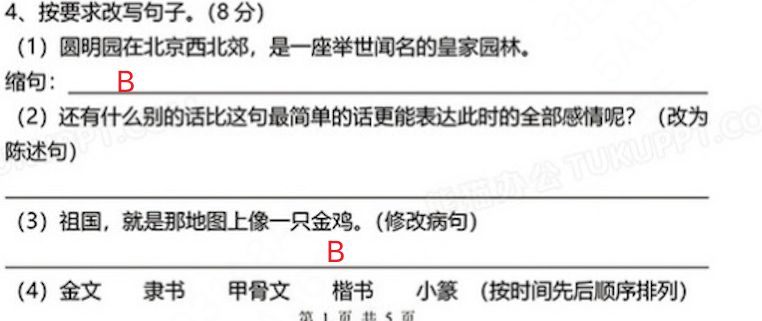 4、按要求改写句子。（8 分）
（1）圆明园在北京西北郊，是一座举世闻名的皇家园林。
缩句： B
（2）还有什么别的话比这句最简单的话更能表达此时的全部感情呢？（改为
陈述句）
（3）祖国，就是那地图上像一只金鸡。（修改病句）
B
（4）金文 隶书 甲骨文 楷书 小篆 （按时间先后顺序排列）
第 1 页 共 5 页